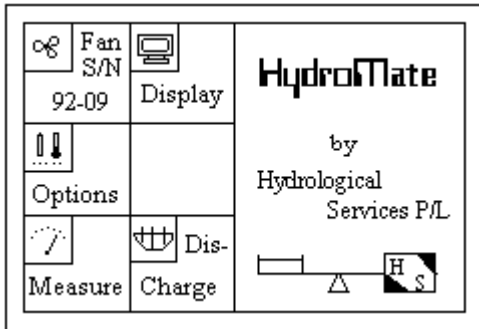 Fan
S/N
92-09
Display
Options
Measure
Dis-
Charge
HydroMate
by
Hydrological
Services P/L
H
S